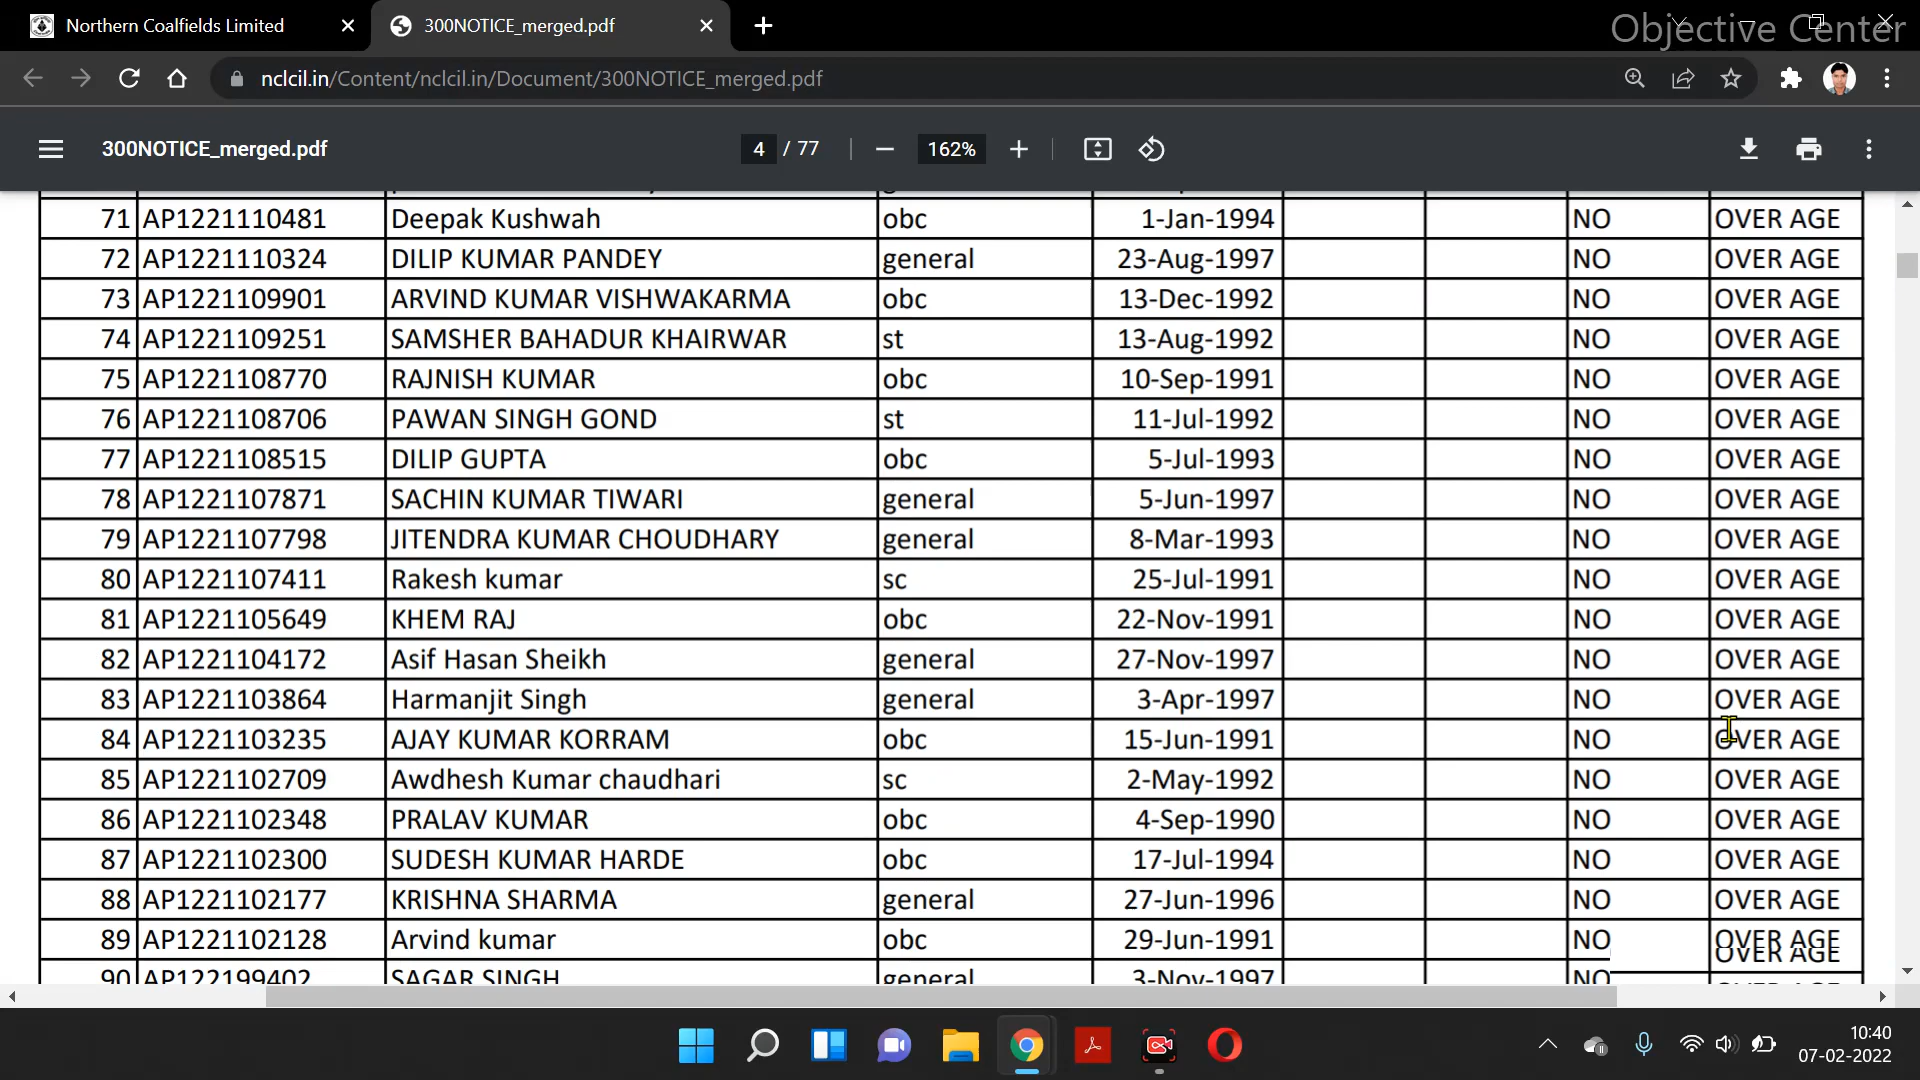 Northern Coalfields Limited
300NOTICE_merged.pdf
Objective Center
nclcil.in/Content/nclcil.in/Document/300NOTICE_merged.pdf
300NOTICE_merged.pdf
4 / 77
162%
71 AP1221110481 Deepak Kushwah obc 1-Jan-1994 NO OVER AGE
72 AP1221110324 DILIP KUMAR PANDEY general 23-Aug-1997 NO OVER AGE
73 AP1221109901 ARVIND KUMAR VISHWAKARMA obc 13-Dec-1992 NO OVER AGE
74 AP1221109251 SAMSHER BAHADUR KHAIRWAR st 13-Aug-1992 NO OVER AGE
75 AP1221108770 RAJNISH KUMAR obc 10-Sep-1991 NO OVER AGE
76 AP1221108706 PAWAN SINGH GOND st 11-Jul-1992 NO OVER AGE
77 AP1221108515 DILIP GUPTA obc 5-Jul-1993 NO OVER AGE
78 AP1221107871 SACHIN KUMAR TIWARI general 5-Jun-1997 NO OVER AGE
79 AP1221107798 JITENDRA KUMAR CHOUDHARY general 8-Mar-1993 NO OVER AGE
80 AP1221107411 Rakesh kumar sc 25-Jul-1991 NO OVER AGE
81 AP1221105649 KHEM RAJ obc 22-Nov-1991 NO OVER AGE
82 AP1221104172 Asif Hasan Sheikh general 27-Nov-1997 NO OVER AGE
83 AP1221103864 Harmanjit Singh general 3-Apr-1997 NO OVER AGE
84 AP1221103235 AJAY KUMAR KORRAM obc 15-Jun-1991 NO OVER AGE
85 AP1221102709 Awdhesh Kumar chaudhari sc 2-May-1992 NO OVER AGE
86 AP1221102348 PRALAV KUMAR obc 4-Sep-1990 NO OVER AGE
87 AP1221102300 SUDESH KUMAR HARDE obc 17-Jul-1994 NO OVER AGE
88 AP1221102177 KRISHNA SHARMA general 27-Jun-1996 NO OVER AGE
89 AP1221102128 Arvind kumar obc 29-Jun-1991 NO OVER AGE
90 AP122199402 SAGAR SINGH general 3-Nov-1997 NO OVER AGE
10:40
07-02-2022